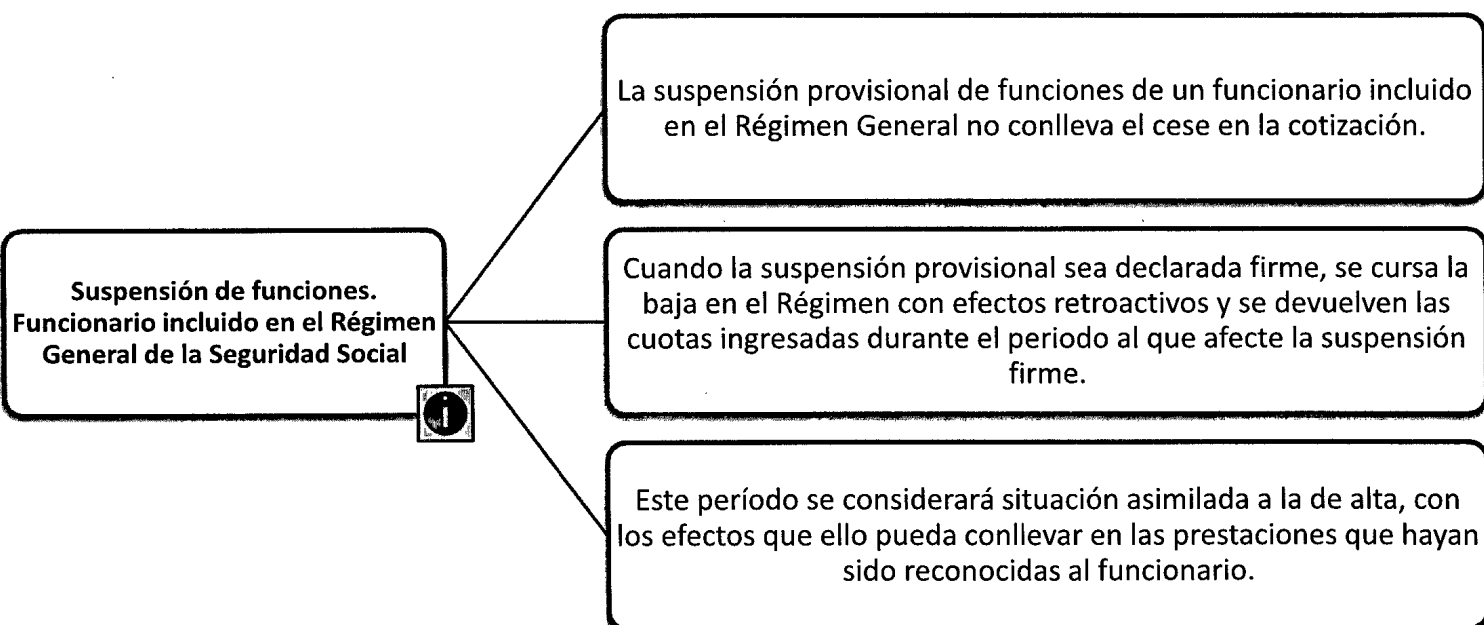 Suspensión de funciones.
Funcionario incluido en el Régimen
General de la Seguridad Social
La suspensión provisional de funciones de un funcionario incluido
en el Régimen General no conlleva el cese en la cotización.
Cuando la suspensión provisional sea declarada firme, se cursa la
baja en el Régimen con efectos retroactivos y se devuelven las
cuotas ingresadas durante el periodo al que afecte la suspensión
firme.
Este período se considerará situación asimilada a la de alta, con
los efectos que ello pueda conllevar en las prestaciones que hayan
sido reconocidas al funcionario.